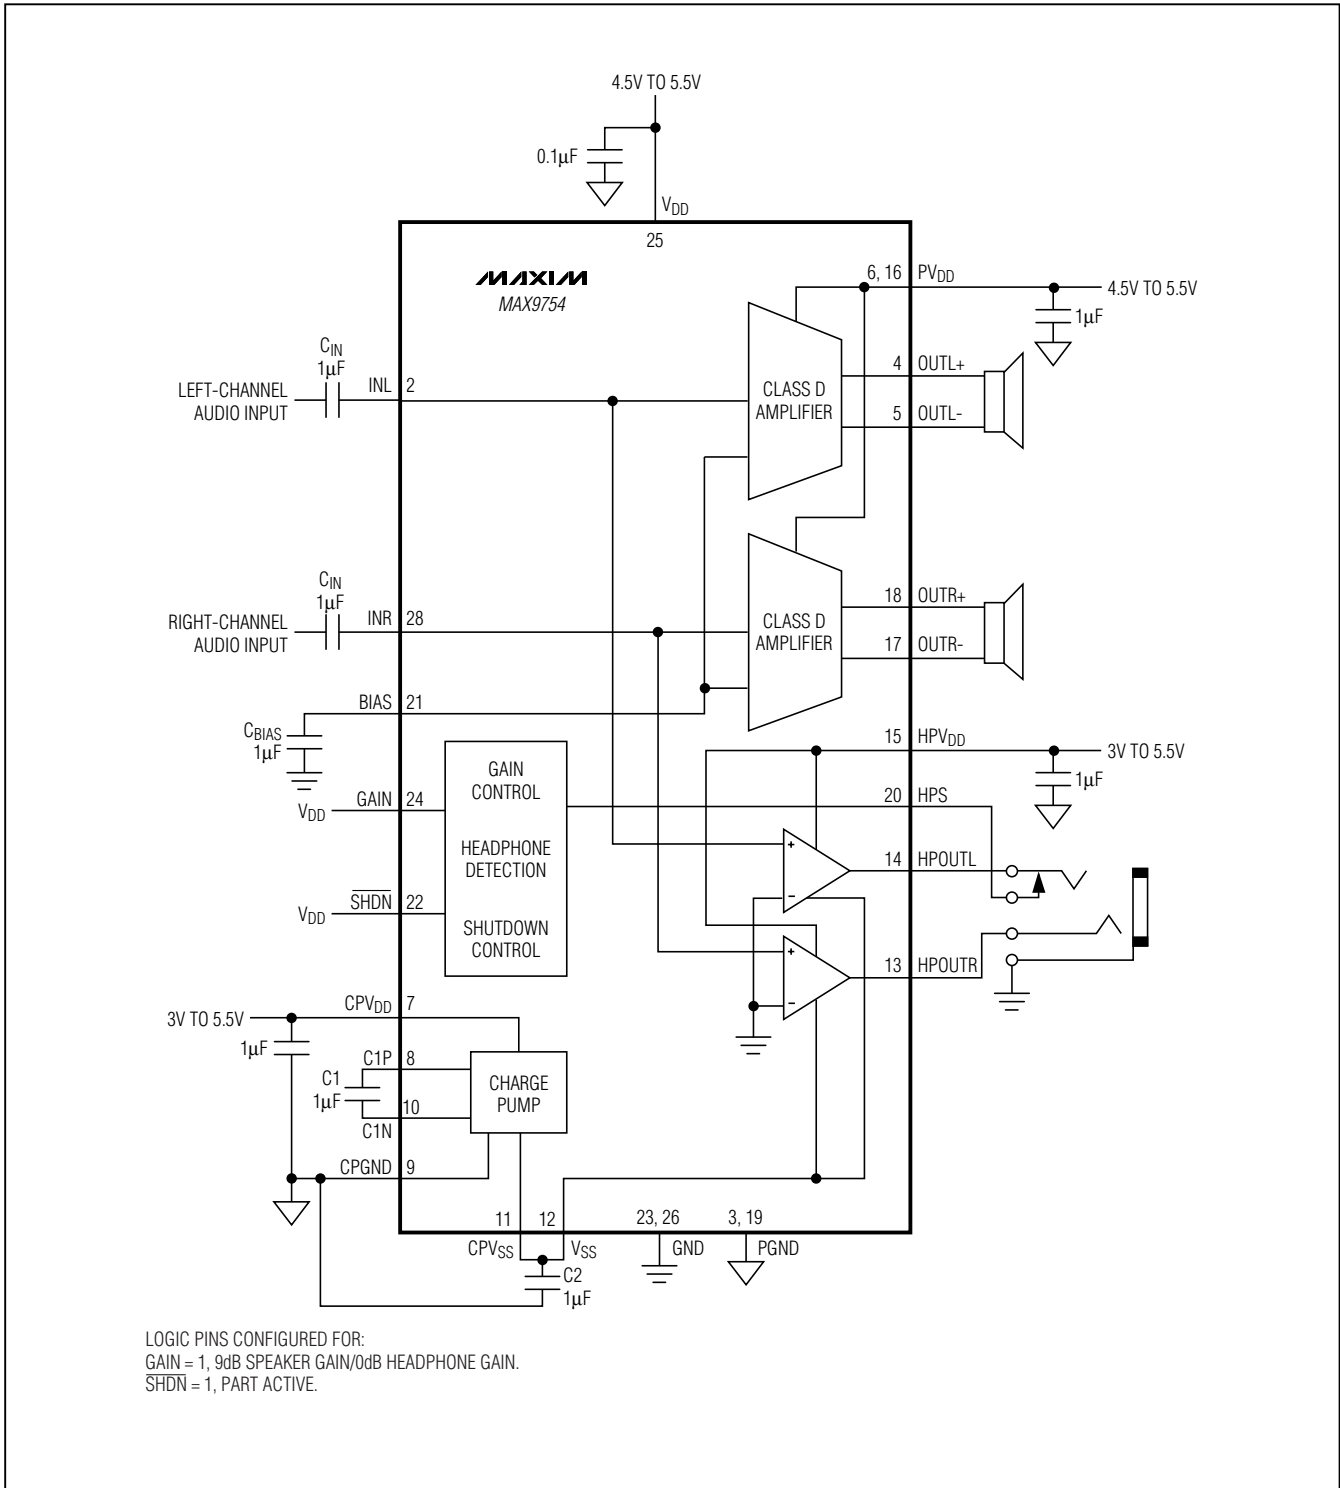 4.5V TO 5.5V
0.1µF
VDD
25
MAXIM
MAX9754
6, 16 PVDD
4.5V TO 5.5V
1µF
CIN
1µF
LEFT-CHANNEL
AUDIO INPUT
INL 2
CLASS D
AMPLIFIER
4 OUTL+
5 OUTL-
CIN
1µF
RIGHT-CHANNEL
AUDIO INPUT
INR 28
CLASS D
AMPLIFIER
18 OUTR+
17 OUTR-
BIAS 21
CBIAS
1µF
15 HPVDD
3V TO 5.5V
1µF
GAIN
CONTROL
VDD GAIN 24
20 HPS
HEADPHONE
DETECTION
+
-
14 HPOUTL
VDD SHDN 22
SHUTDOWN
CONTROL
+
-
13 HPOUTR
3V TO 5.5V
CPVDD 7
1µF
C1P 8
C1
1µF
10
C1N
CHARGE
PUMP
CPGND 9
11
12
23, 26
3, 19
CPVSS
VSS
GND
PGND
C2
1µF
LOGIC PINS CONFIGURED FOR:
GAIN = 1, 9dB SPEAKER GAIN/0dB HEADPHONE GAIN.
SHDN = 1, PART ACTIVE.